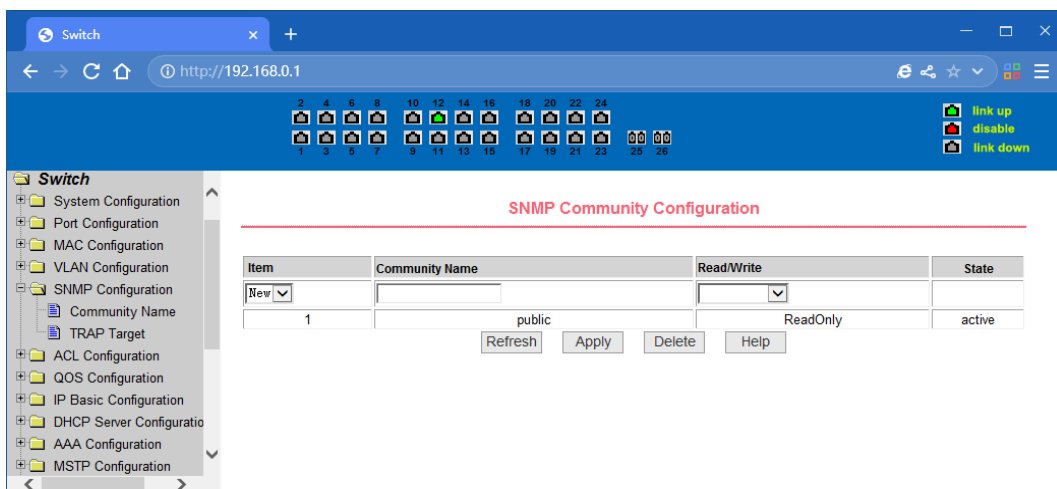 Switch
http://192.168.0.1
2 4 6 8 10 12 14 16 18 20 22 24
1 3 5 7 9 11 13 15 17 19 21 23 25 26
link up
disable
link down
Switch
System Configuration
Port Configuration
MAC Configuration
VLAN Configuration
SNMP Configuration
Community Name
TRAP Target
ACL Configuration
QOS Configuration
IP Basic Configuration
DHCP Server Configuratio
AAA Configuration
MSTP Configuration
SNMP Community Configuration
Item Community Name Read/Write State
New
1 public ReadOnly active
Refresh Apply Delete Help